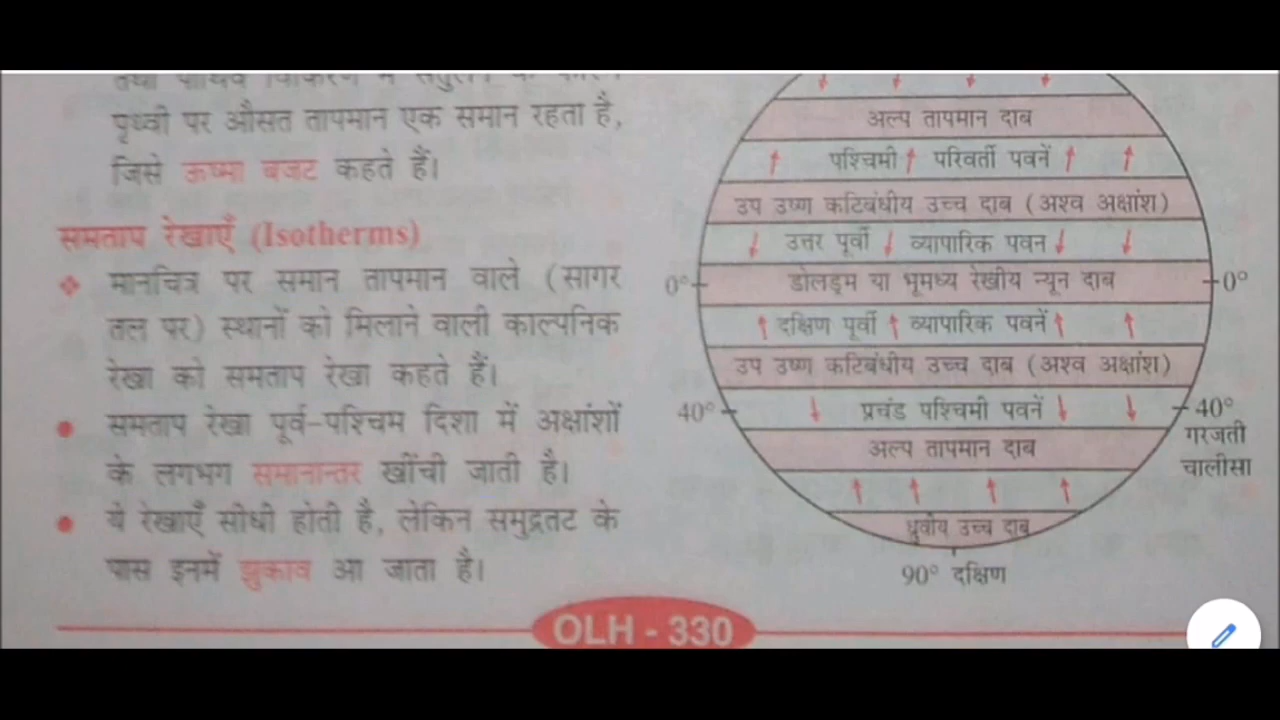 पृथ्वी पर औसत तापमान एक समान रहता है,
जिसे ऊष्मा बजट कहते हैं।
समताप रेखाएँ (Isotherms)
मानचित्र पर समान तापमान वाले (सागर
तल पर) स्थानों को मिलाने वाली काल्पनिक
रेखा को समताप रेखा कहते हैं।
समताप रेखा पूर्व-पश्चिम दिशा में अक्षांशों
के लगभग समानान्तर खींची जाती है।
ये रेखाएँ सीधी होती है, लेकिन समुद्रतट के
पास इनमें झुकाव आ जाता है।
अल्प तापमान दाब
पश्चिमी परिवर्ती पवनें
उप उष्ण कटिबंधीय उच्च दाब (अश्व अक्षांश)
उत्तर पूर्वी व्यापारिक पवन
0° डोलड्रम या भूमध्य रेखीय न्यून दाब 0°
दक्षिण पूर्वी व्यापारिक पवनें
उप उष्ण कटिबंधीय उच्च दाब (अश्व अक्षांश)
40° प्रचंड पश्चिमी पवनें 40°
गरजती
चालीसा
अल्प तापमान दाब
ध्रुवीय उच्च दाब
90° दक्षिण
OLH - 330